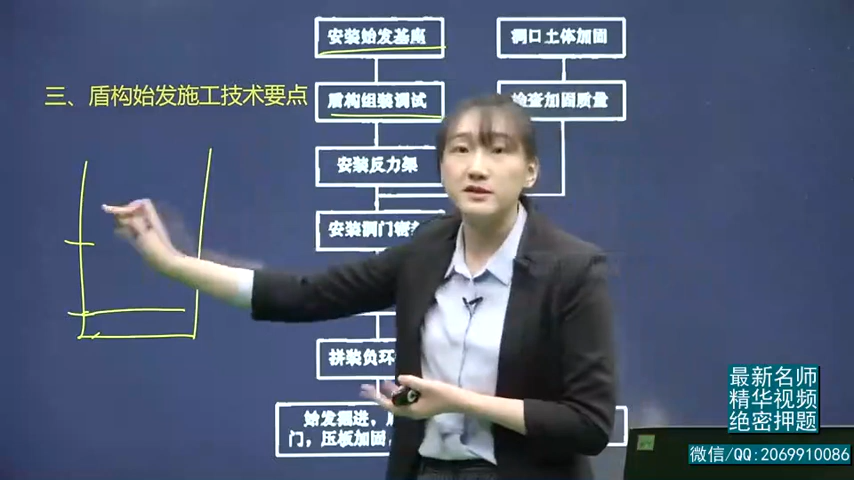 安装始发基座
洞口土体加固
三、盾构始发施工技术要点
盾构组装调试
检查加固质量
安装反力架
安装洞门密
拼装负环
始发掘进，
门，压板加固，
最新名师
精华视频
绝密押题
微信/QQ:2069910086